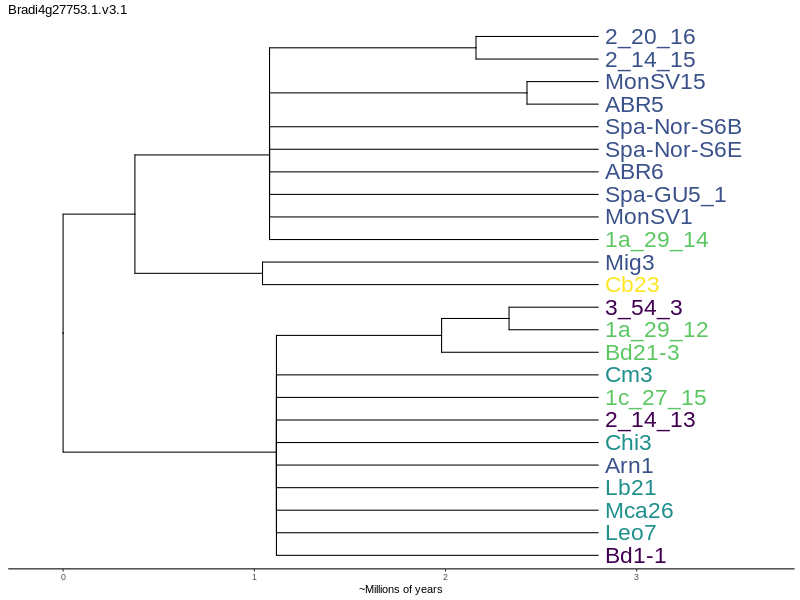 Bradi4g27753.1.v3.1
2_20_16
2_14_15
MonSV15
ABR5
Spa-Nor-S6B
Spa-Nor-S6E
ABR6
Spa-GU5_1
MonSV1
1a_29_14
Mig3
Cb23
3_54_3
1a_29_12
Bd21-3
Cm3
1c_27_15
2_14_13
Chi3
Arn1
Lb21
Mca26
Leo7
Bd1-1
0 1 2 3
~Millions of years